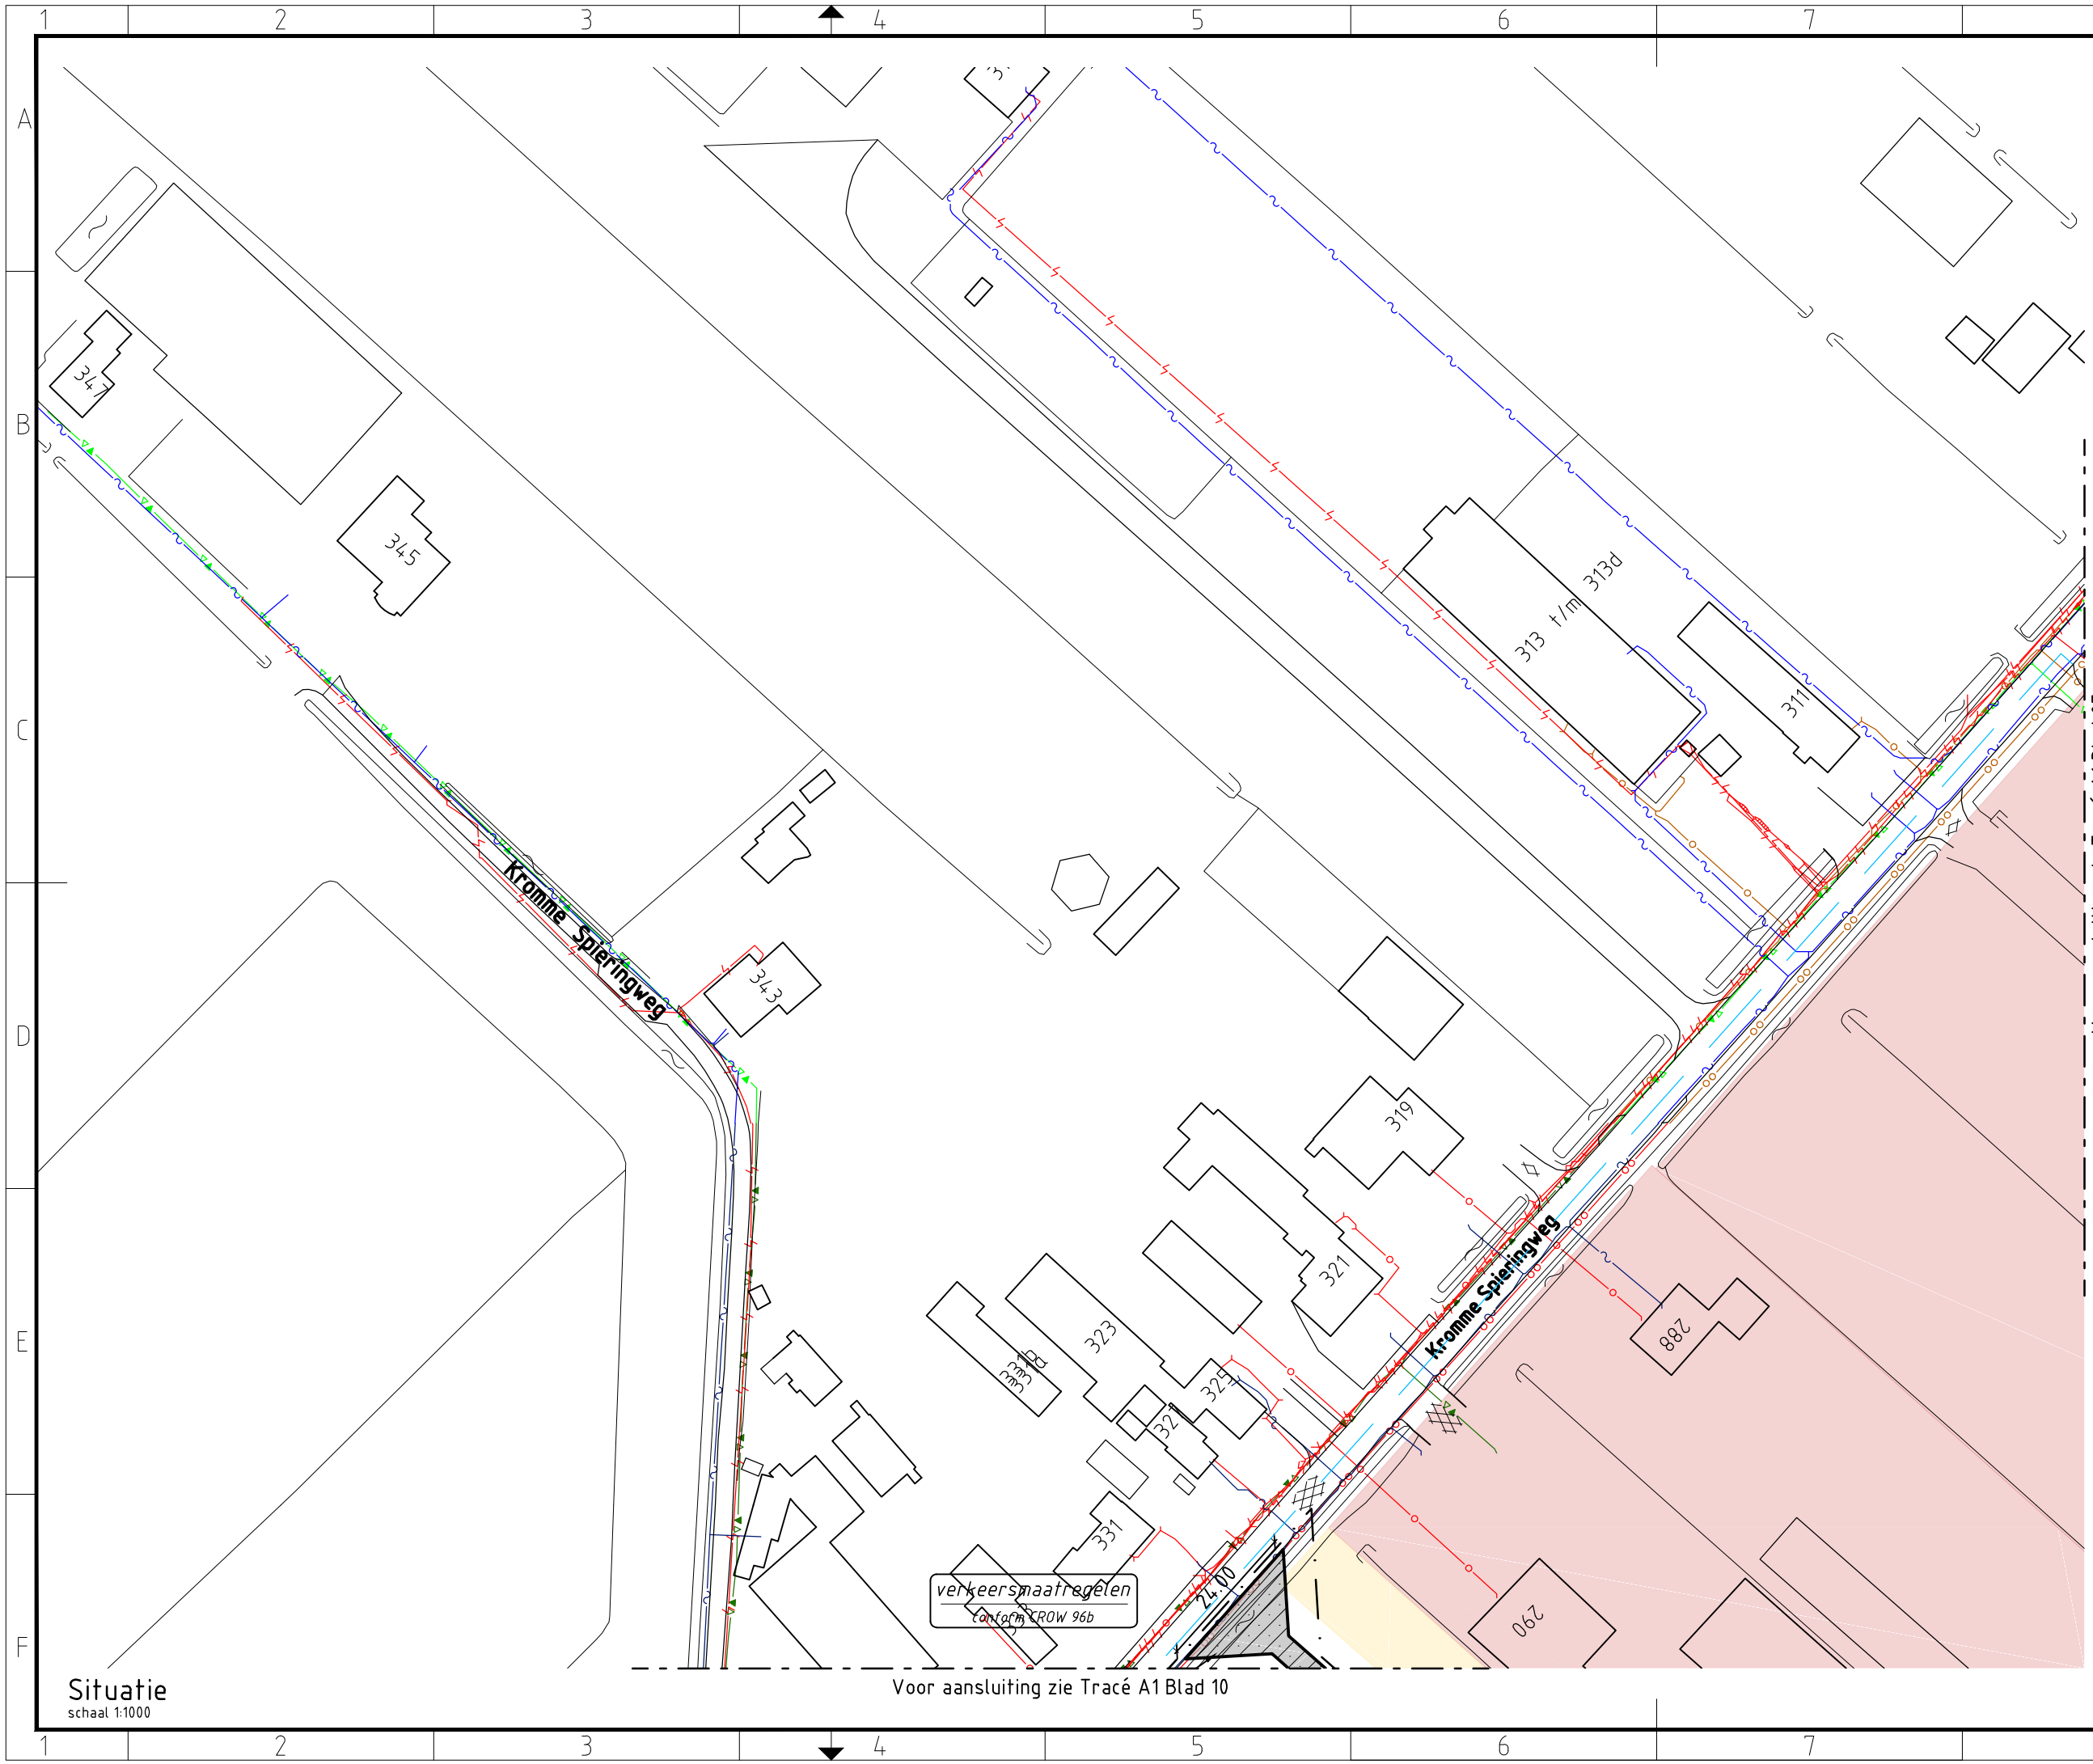 1 2 3 4 5 6 7
A
B
C
D
E
F
347
345
313d
313 t/m
311
Kromme Spieringweg
343
319
321
Kromme Spieringweg
323
325
288
331
24.00
290
verkeersmaatregelen
conform CROW 96b
Situatie
schaal 1:1000
Voor aansluiting zie Tracé A1 Blad 10
1 2 3 4 5 6 7